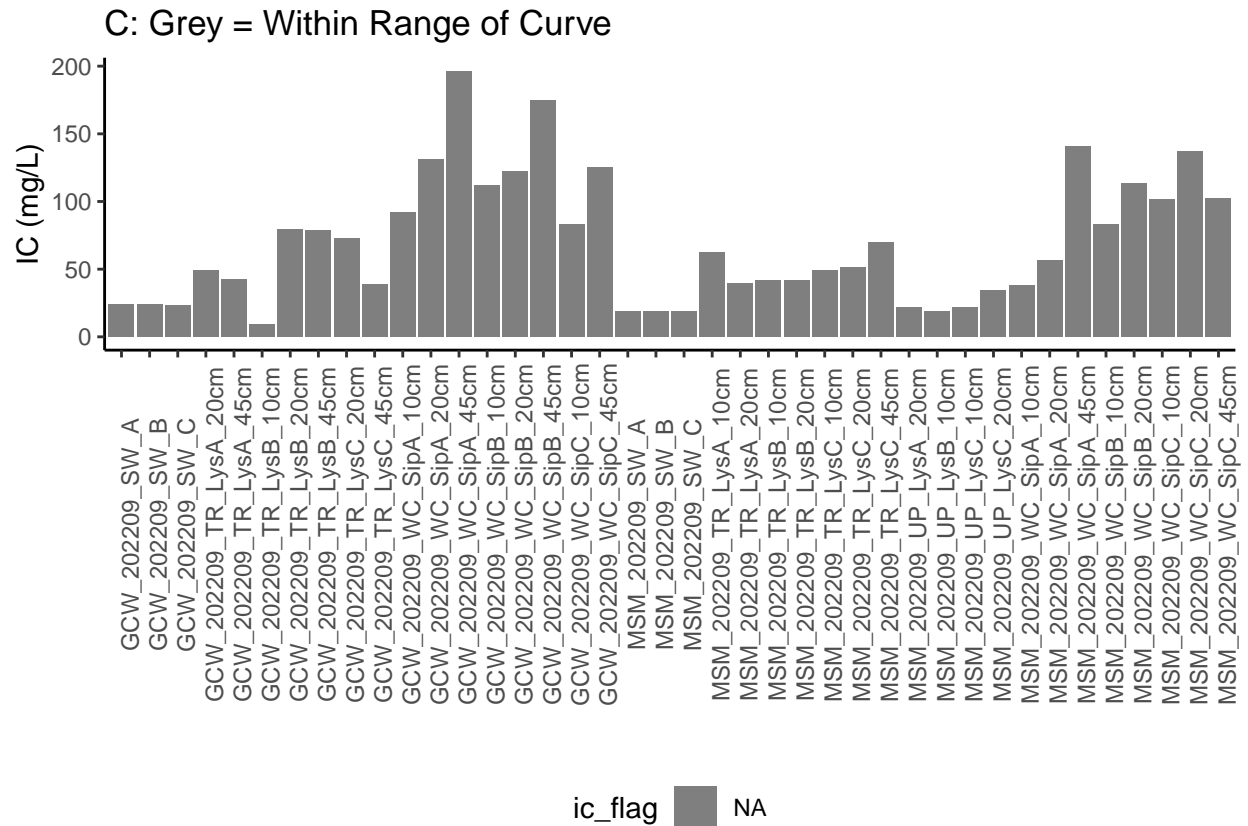 C: Grey = Within Range of Curve
IC (mg/L)
200
150
100
50
0
GCW_202209_SW_A
GCW_202209_SW_B
GCW_202209_SW_C
GCW_202209_TR_LysA_20cm
GCW_202209_TR_LysA_45cm
GCW_202209_TR_LysB_10cm
GCW_202209_TR_LysB_20cm
GCW_202209_TR_LysB_45cm
GCW_202209_TR_LysC_20cm
GCW_202209_TR_LysC_45cm
GCW_202209_WC_SipA_10cm
GCW_202209_WC_SipA_20cm
GCW_202209_WC_SipA_45cm
GCW_202209_WC_SipB_10cm
GCW_202209_WC_SipB_20cm
GCW_202209_WC_SipB_45cm
GCW_202209_WC_SipC_10cm
GCW_202209_WC_SipC_45cm
MSM_202209_SW_A
MSM_202209_SW_B
MSM_202209_SW_C
MSM_202209_TR_LysA_10cm
MSM_202209_TR_LysA_20cm
MSM_202209_TR_LysB_10cm
MSM_202209_TR_LysB_20cm
MSM_202209_TR_LysC_10cm
MSM_202209_TR_LysC_20cm
MSM_202209_TR_LysC_45cm
MSM_202209_UP_LysA_20cm
MSM_202209_UP_LysB_10cm
MSM_202209_UP_LysC_10cm
MSM_202209_UP_LysC_20cm
MSM_202209_WC_SipA_10cm
MSM_202209_WC_SipA_20cm
MSM_202209_WC_SipA_45cm
MSM_202209_WC_SipB_10cm
MSM_202209_WC_SipB_20cm
MSM_202209_WC_SipC_10cm
MSM_202209_WC_SipC_20cm
MSM_202209_WC_SipC_45cm
ic_flag NA